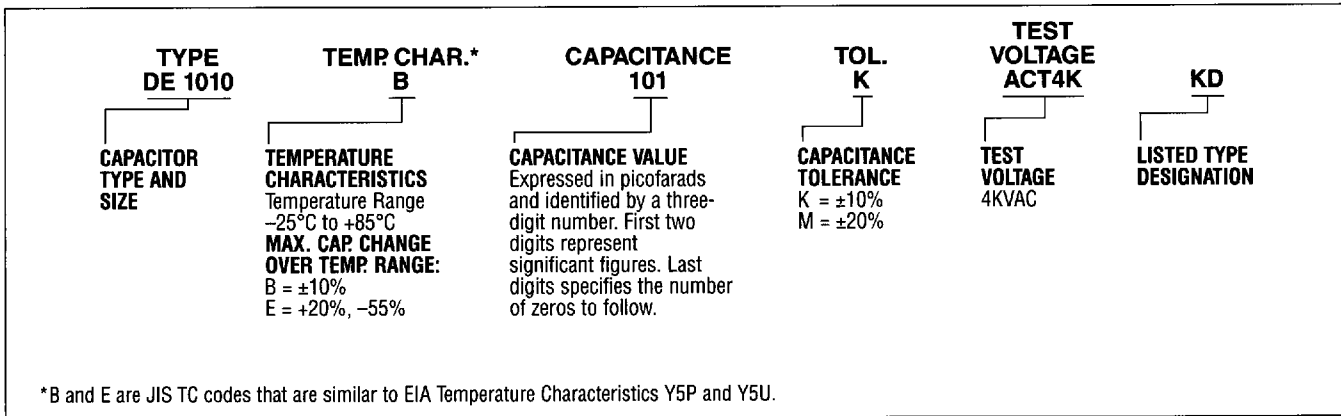 TYPE
DE 1010
CAPACITOR
TYPE AND
SIZE
TEMP. CHAR.*
B
TEMPERATURE
CHARACTERISTICS
Temperature Range
–25°C to +85°C
MAX. CAP. CHANGE
OVER TEMP. RANGE:
B = ±10%
E = +20%, –55%
CAPACITANCE
101
CAPACITANCE VALUE
Expressed in picofarads
and identified by a three-
digit number. First two
digits represent
significant figures. Last
digits specifies the number
of zeros to follow.
TOL.
K
CAPACITANCE
TOLERANCE
K = ±10%
M = ±20%
TEST
VOLTAGE
ACT4K
TEST
VOLTAGE
4KVAC
KD
LISTED TYPE
DESIGNATION
*B and E are JIS TC codes that are similar to EIA Temperature Characteristics Y5P and Y5U.